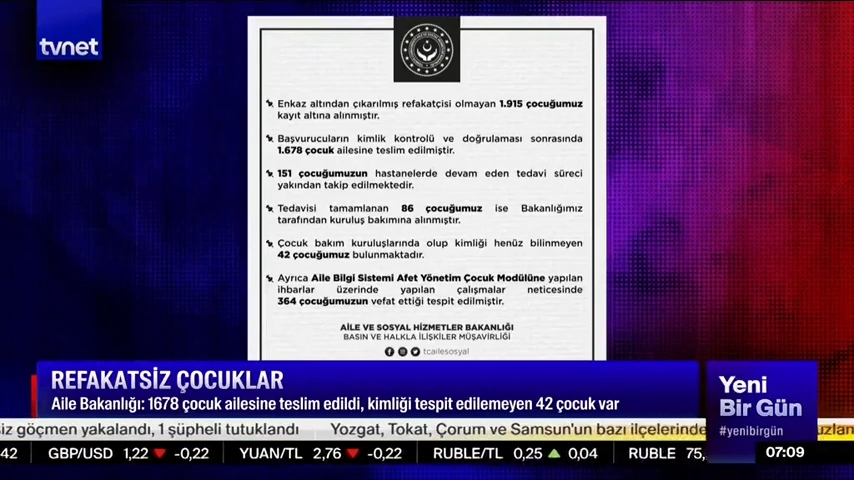 tvnet
Enkaz altından çıkarılmış refakatçisi olmayan 1.915 çocuğumuz
kayıt altına alınmıştır.
Başvurucuların kimlik kontrolü ve doğrulaması sonrasında
1.678 çocuk ailesine teslim edilmiştir.
151 çocuğumuzun hastanelerde devam eden tedavi süreci
yakından takip edilmektedir.
Tedavisi tamamlanan 86 çocuğumuz ise Bakanlığımız
tarafından kuruluş bakımına alınmıştır.
Çocuk bakım kuruluşlarında olup kimliği henüz bilinmeyen
42 çocuğumuz bulunmaktadır.
Ayrıca Aile Bilgi Sistemi Afet Yönetim Çocuk Modülüne yapılan
ihbarlar üzerinde yapılan çalışmalar neticesinde
364 çocuğumuzun vefat ettiği tespit edilmiştir.
AİLE VE SOSYAL HİZMETLER BAKANLIĞI
BASIN VE HALKLA İLİŞKİLER MÜŞAVİRLİĞİ
tcailesosyal
REFAKATSİZ ÇOCUKLAR
Aile Bakanlığı: 1678 çocuk ailesine teslim edildi, kimliği tespit edilemeyen 42 çocuk var
Yeni
Bir Gün
#yenibirgün
siz göçmen yakalandı, 1 şüpheli tutuklandı Yozgat, Tokat, Çorum ve Samsun'un bazı ilçelerinde uzlan
42 GBP/USD 1,22 -0,22 YUAN/TL 2,76 -0,22 RUBLE/TL 0,25 0,04 RUBLE 75, 07:09